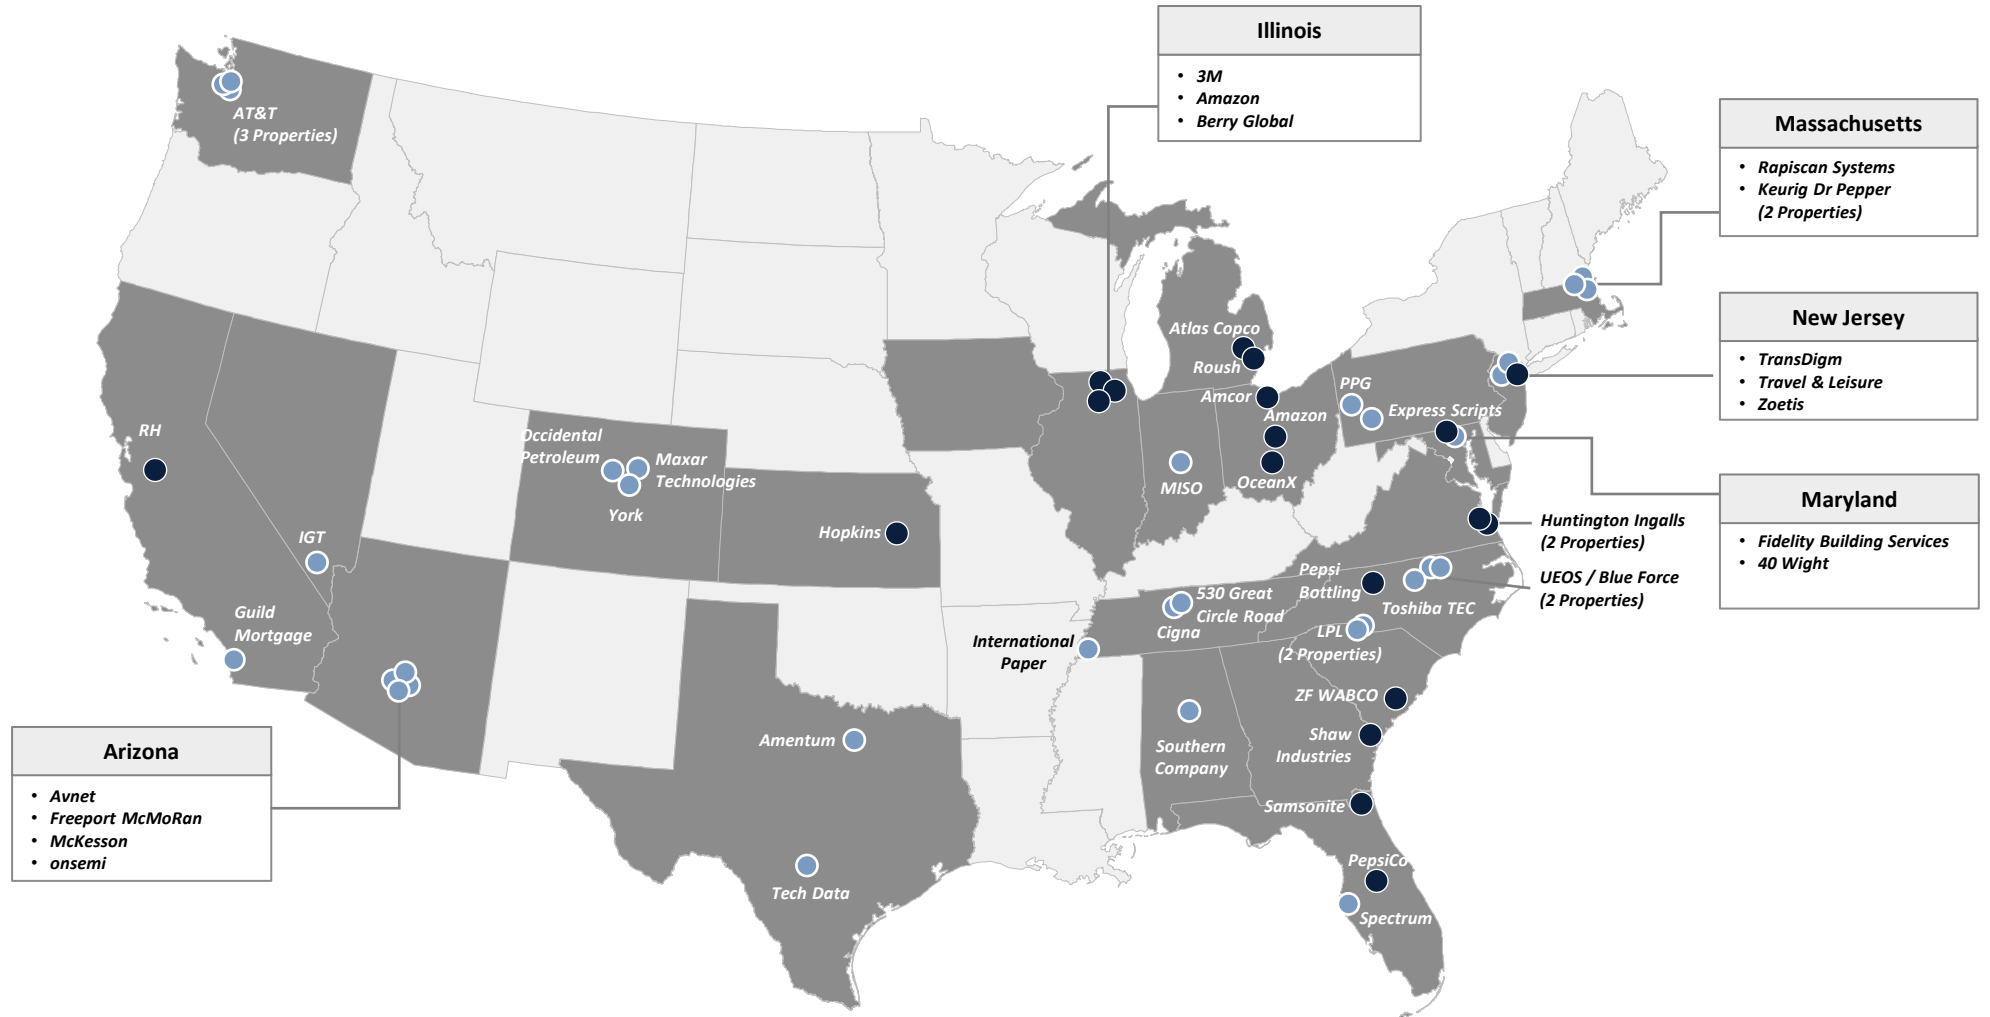 Illinois
• 3M
• Amazon
• Berry Global
Massachusetts
• Rapiscan Systems
• Keurig Dr Pepper
(2 Properties)
New Jersey
• TransDigm
• Travel & Leisure
• Zoetis
Maryland
• Fidelity Building Services
• 40 Wight
Arizona
• Avnet
• Freeport McMoRan
• McKesson
• onsemi
AT&T
(3 Properties)
RH
IGT
Guild
Mortgage
Occidental
Petroleum
Maxar
Technologies
York
Hopkins
Amentum
Tech Data
Atlas Copco
Roush
Amcor
Amazon
OceanX
MISO
PPG
Express Scripts
Huntington Ingalls
(2 Properties)
UEOS / Blue Force
(2 Properties)
Pepsi
Bottling
Toshiba TEC
530 Great
Circle Road
Cigna
International
Paper
LPL
(2 Properties)
ZF WABCO
Shaw
Industries
Southern
Company
Samsonite
PepsiCo
Spectrum